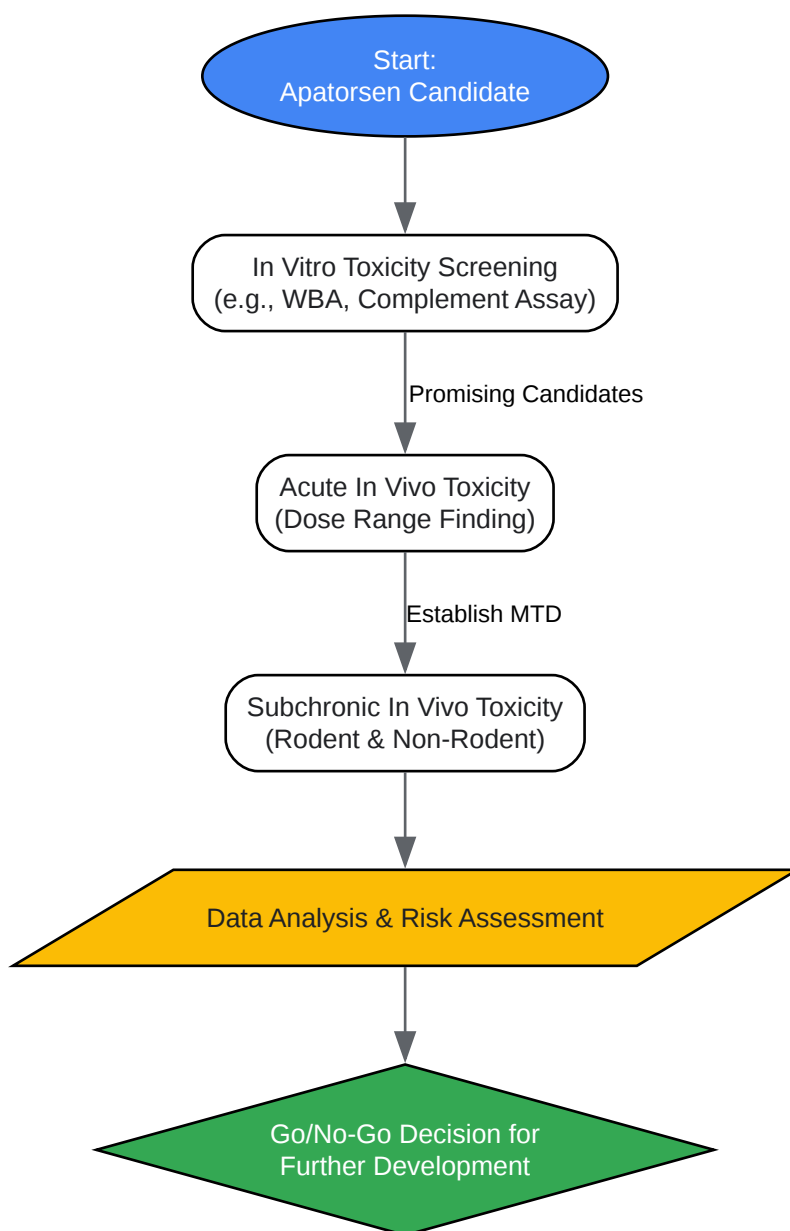 Start:
Apatorsen Candidate
In Vitro Toxicity Screening
(e.g., WBA, Complement Assay)
Promising Candidates
Acute In Vivo Toxicity
(Dose Range Finding)
Establish MTD
Subchronic In Vivo Toxicity
(Rodent & Non-Rodent)
Data Analysis & Risk Assessment
Go/No-Go Decision for
Further Development